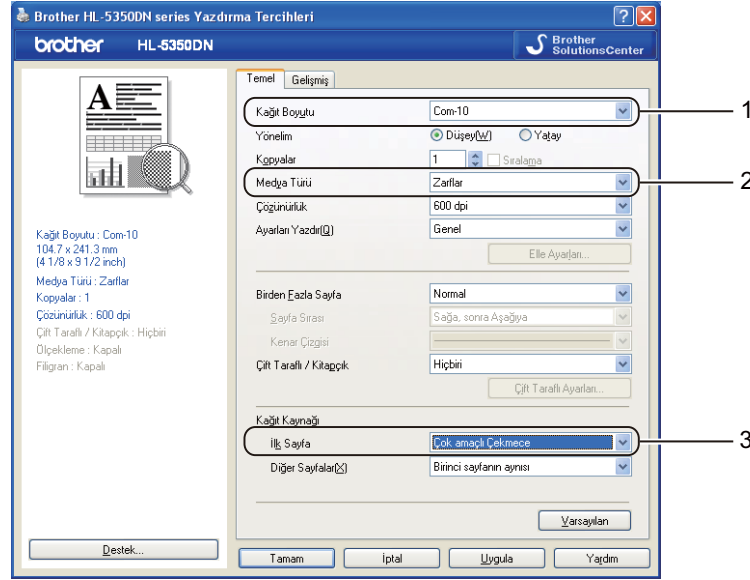 Brother HL-5350DN series Yazdırma Tercihleri
brother HL-5350DN
Brother
SolutionsCenter
Temel Gelişmiş
Kağıt Boyutu Com-10 1
Yönelim Düşey(W) Yatay
Kopyalar 1 Sıralama
Medya Türü Zarflar 2
Çözünürlük 600 dpi
Ayarları Yazdır(Q) Genel
Elle Ayarları...
Birden Fazla Sayfa Normal
Sayfa Sırası Sağa, sonra Aşağıya
Kenar Çizgisi
Çift Taraflı / Kitapçık Hiçbiri
Çift Taraflı Ayarları...
Kağıt Kaynağı
İlk Sayfa Çok amaçlı Çekmece 3
Diğer Sayfalar(X) Birinci sayfanın aynısı
Varsayılan
A
Kağıt Boyutu : Com-10
104.7 x 241.3 mm
(4 1/8 x 9 1/2 inch)
Medya Türü : Zarflar
Kopyalar : 1
Çözünürlük : 600 dpi
Çift Taraflı / Kitapçık : Hiçbiri
Ölçekleme : Kapalı
Filigran : Kapalı
Destek... Tamam İptal Uygula Yardım